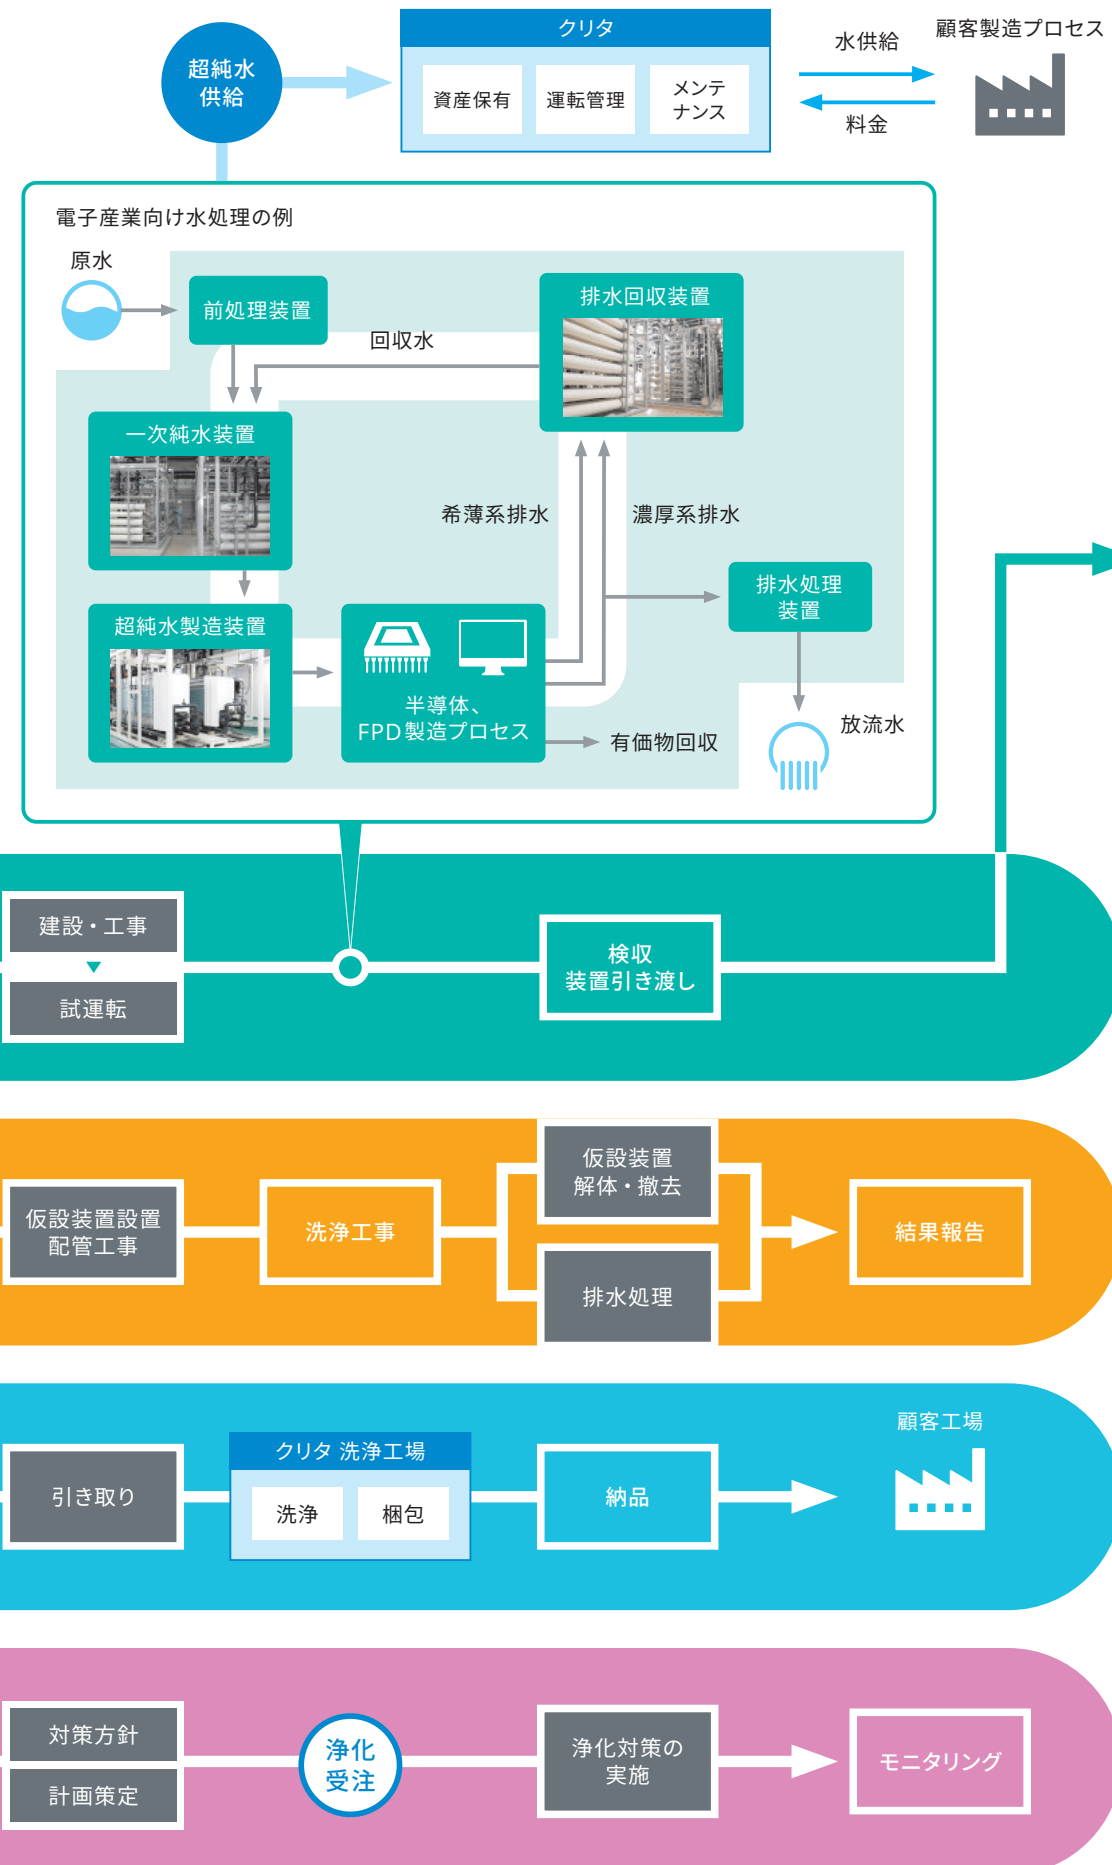 超純水
供給
クリタ
資産保有
運転管理
メンテ
ナンス
水供給
料金
顧客製造プロセス
電子産業向け水処理の例
原水
前処理装置
回収水
排水回収装置
一次純水装置
希薄系排水
濃厚系排水
排水処理
装置
超純水製造装置
半導体、
FPD製造プロセス
有価物回収
放流水
建設・工事
試運転
検収
装置引き渡し
仮設装置設置
配管工事
洗浄工事
仮設装置
解体・撤去
排水処理
結果報告
引き取り
クリタ 洗浄工場
洗浄
梱包
納品
顧客工場
対策方針
計画策定
浄化
受注
浄化対策の
実施
モニタリング